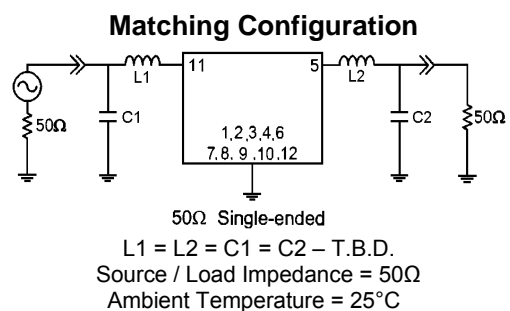 Matching Configuration
11
5
L1
L2
50Ω
C1
C2
50Ω
1,2,3,4,6
7,8. 9 ,10,12
50Ω Single-ended
L1 = L2 = C1 = C2 – T.B.D.
Source / Load Impedance = 50Ω
Ambient Temperature = 25°C